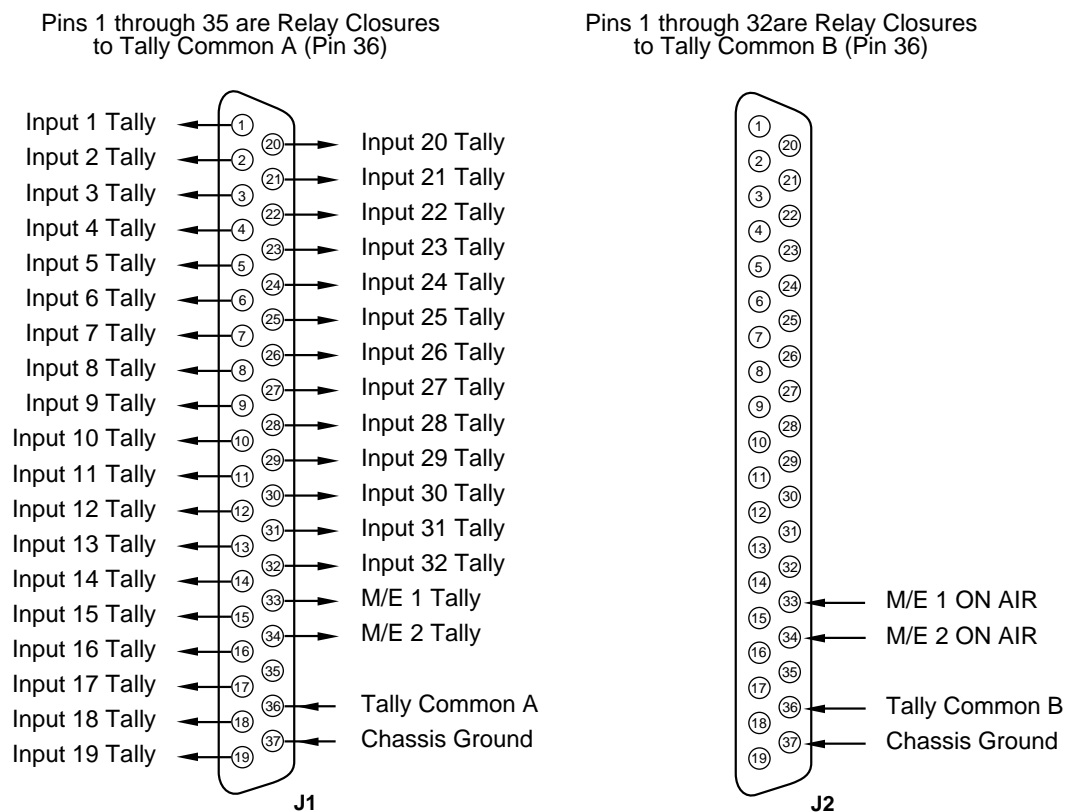 Pins 1 through 35 are Relay Closures
to Tally Common A (Pin 36)
Input 1 Tally
Input 2 Tally
Input 3 Tally
Input 4 Tally
Input 5 Tally
Input 6 Tally
Input 7 Tally
Input 8 Tally
Input 9 Tally
Input 10 Tally
Input 11 Tally
Input 12 Tally
Input 13 Tally
Input 14 Tally
Input 15 Tally
Input 16 Tally
Input 17 Tally
Input 18 Tally
Input 19 Tally
1
2
3
4
5
6
7
8
9
10
11
12
13
14
15
16
17
18
19
20
21
22
23
24
25
26
27
28
29
30
31
32
33
34
35
36
37
Input 20 Tally
Input 21 Tally
Input 22 Tally
Input 23 Tally
Input 24 Tally
Input 25 Tally
Input 26 Tally
Input 27 Tally
Input 28 Tally
Input 29 Tally
Input 30 Tally
Input 31 Tally
Input 32 Tally
M/E 1 Tally
M/E 2 Tally
Tally Common A
Chassis Ground
J1
Pins 1 through 32are Relay Closures
to Tally Common B (Pin 36)
1
2
3
4
5
6
7
8
9
10
11
12
13
14
15
16
17
18
19
20
21
22
23
24
25
26
27
28
29
30
31
32
33
34
35
36
37
M/E 1 ON AIR
M/E 2 ON AIR
Tally Common B
Chassis Ground
J2